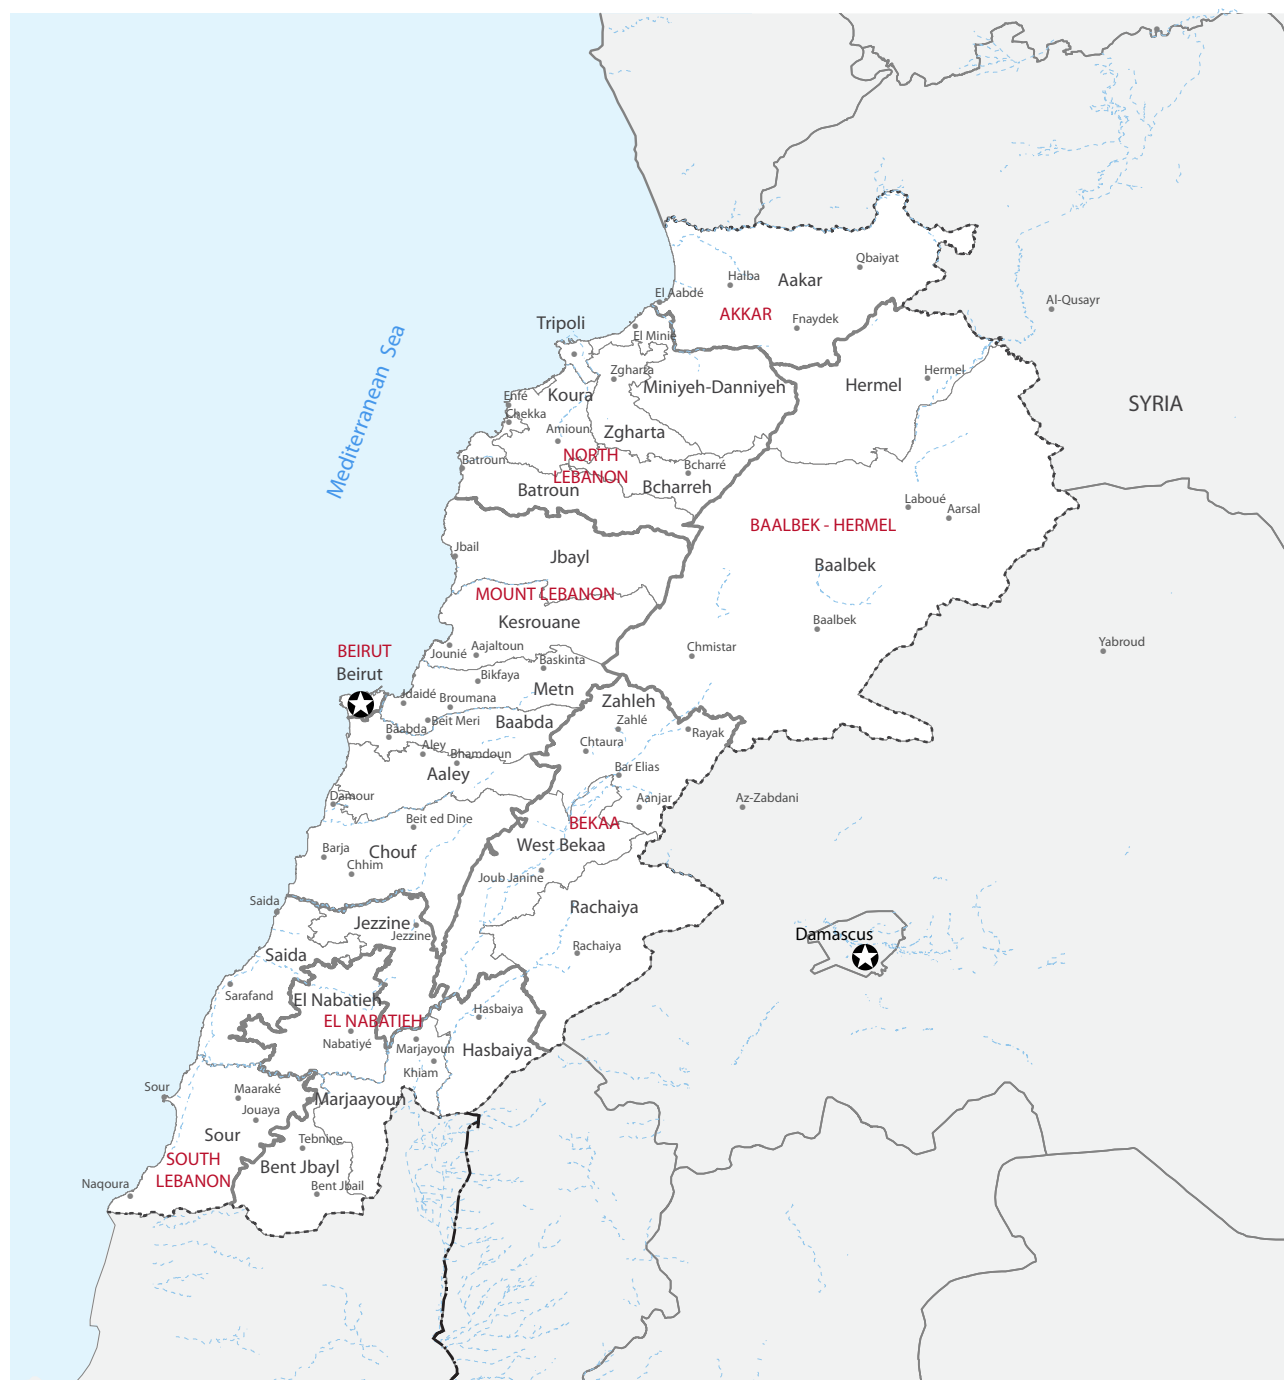 Qbaiyat
Halba
Aakar
El Aabdé
Al-Qusayr
AKKAR
Fnaydek
Tripoli
El Minié
Mediterranean Sea
Zgharta
Hermel
Miniyeh-Danniyeh
Hermel
Koura
Enfé
SYRIA
Chekka
Amioun
Zgharta
NORTH
LEBANON
Batroun
Bcharré
Batroun
Bcharreh
Laboué
Aarsal
BAALBEK - HERMEL
Jbail
Jbayl
Baalbek
MOUNT LEBANON
Kesrouane
Baalbek
Yabroud
BEIRUT
Beirut
Jounié
Aajaltoun
Chmistar
Baskinta
Bikfaya
Metn
Jdaidé
Broumana
Zahleh
Beit Meri
Baabda
Zahlé
Baabda
Rayak
Aley
Bhamdoun
Chtaura
Aaley
Bar Elias
Damour
Aanjar
Az-Zabdani
Beit ed Dine
BEKAA
Barja
Chouf
West Bekaa
Chhim
Joub Janine
Saida
Rachaiya
Jezzine
Jezzine
Damascus
Rachaiya
Saida
Sarafand
El Nabatieh
Hasbaiya
EL NABATIEH
Nabatiyé
Marjayoun
Hasbaiya
Khiam
Sour
Maaraké
Marjaayoun
Jouaya
Sour
Tebnine
SOUTH
LEBANON
Bent Jbayl
Naqoura
Bent Jbail